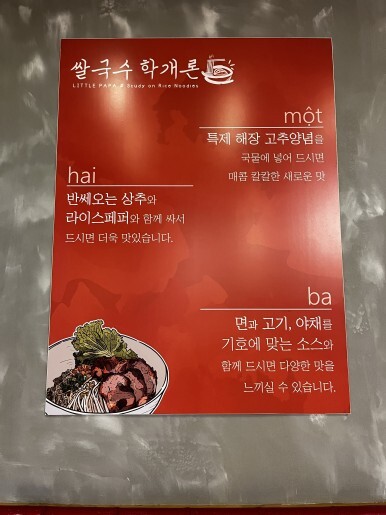 쌀국수 학개론
LITTLE PAPA A Study on Rice Noodles
một
특제 해장 고추양념을
국물에 넣어 드시면
매콤 칼칼한 새로운 맛
hai
반쎄오는 상추와
라이스페퍼와 함께 싸서
드시면 더욱 맛있습니다.
ba
면과 고기, 야채를
기호에 맞는 소스와
함께 드시면 다양한 맛을
느끼실 수 있습니다.